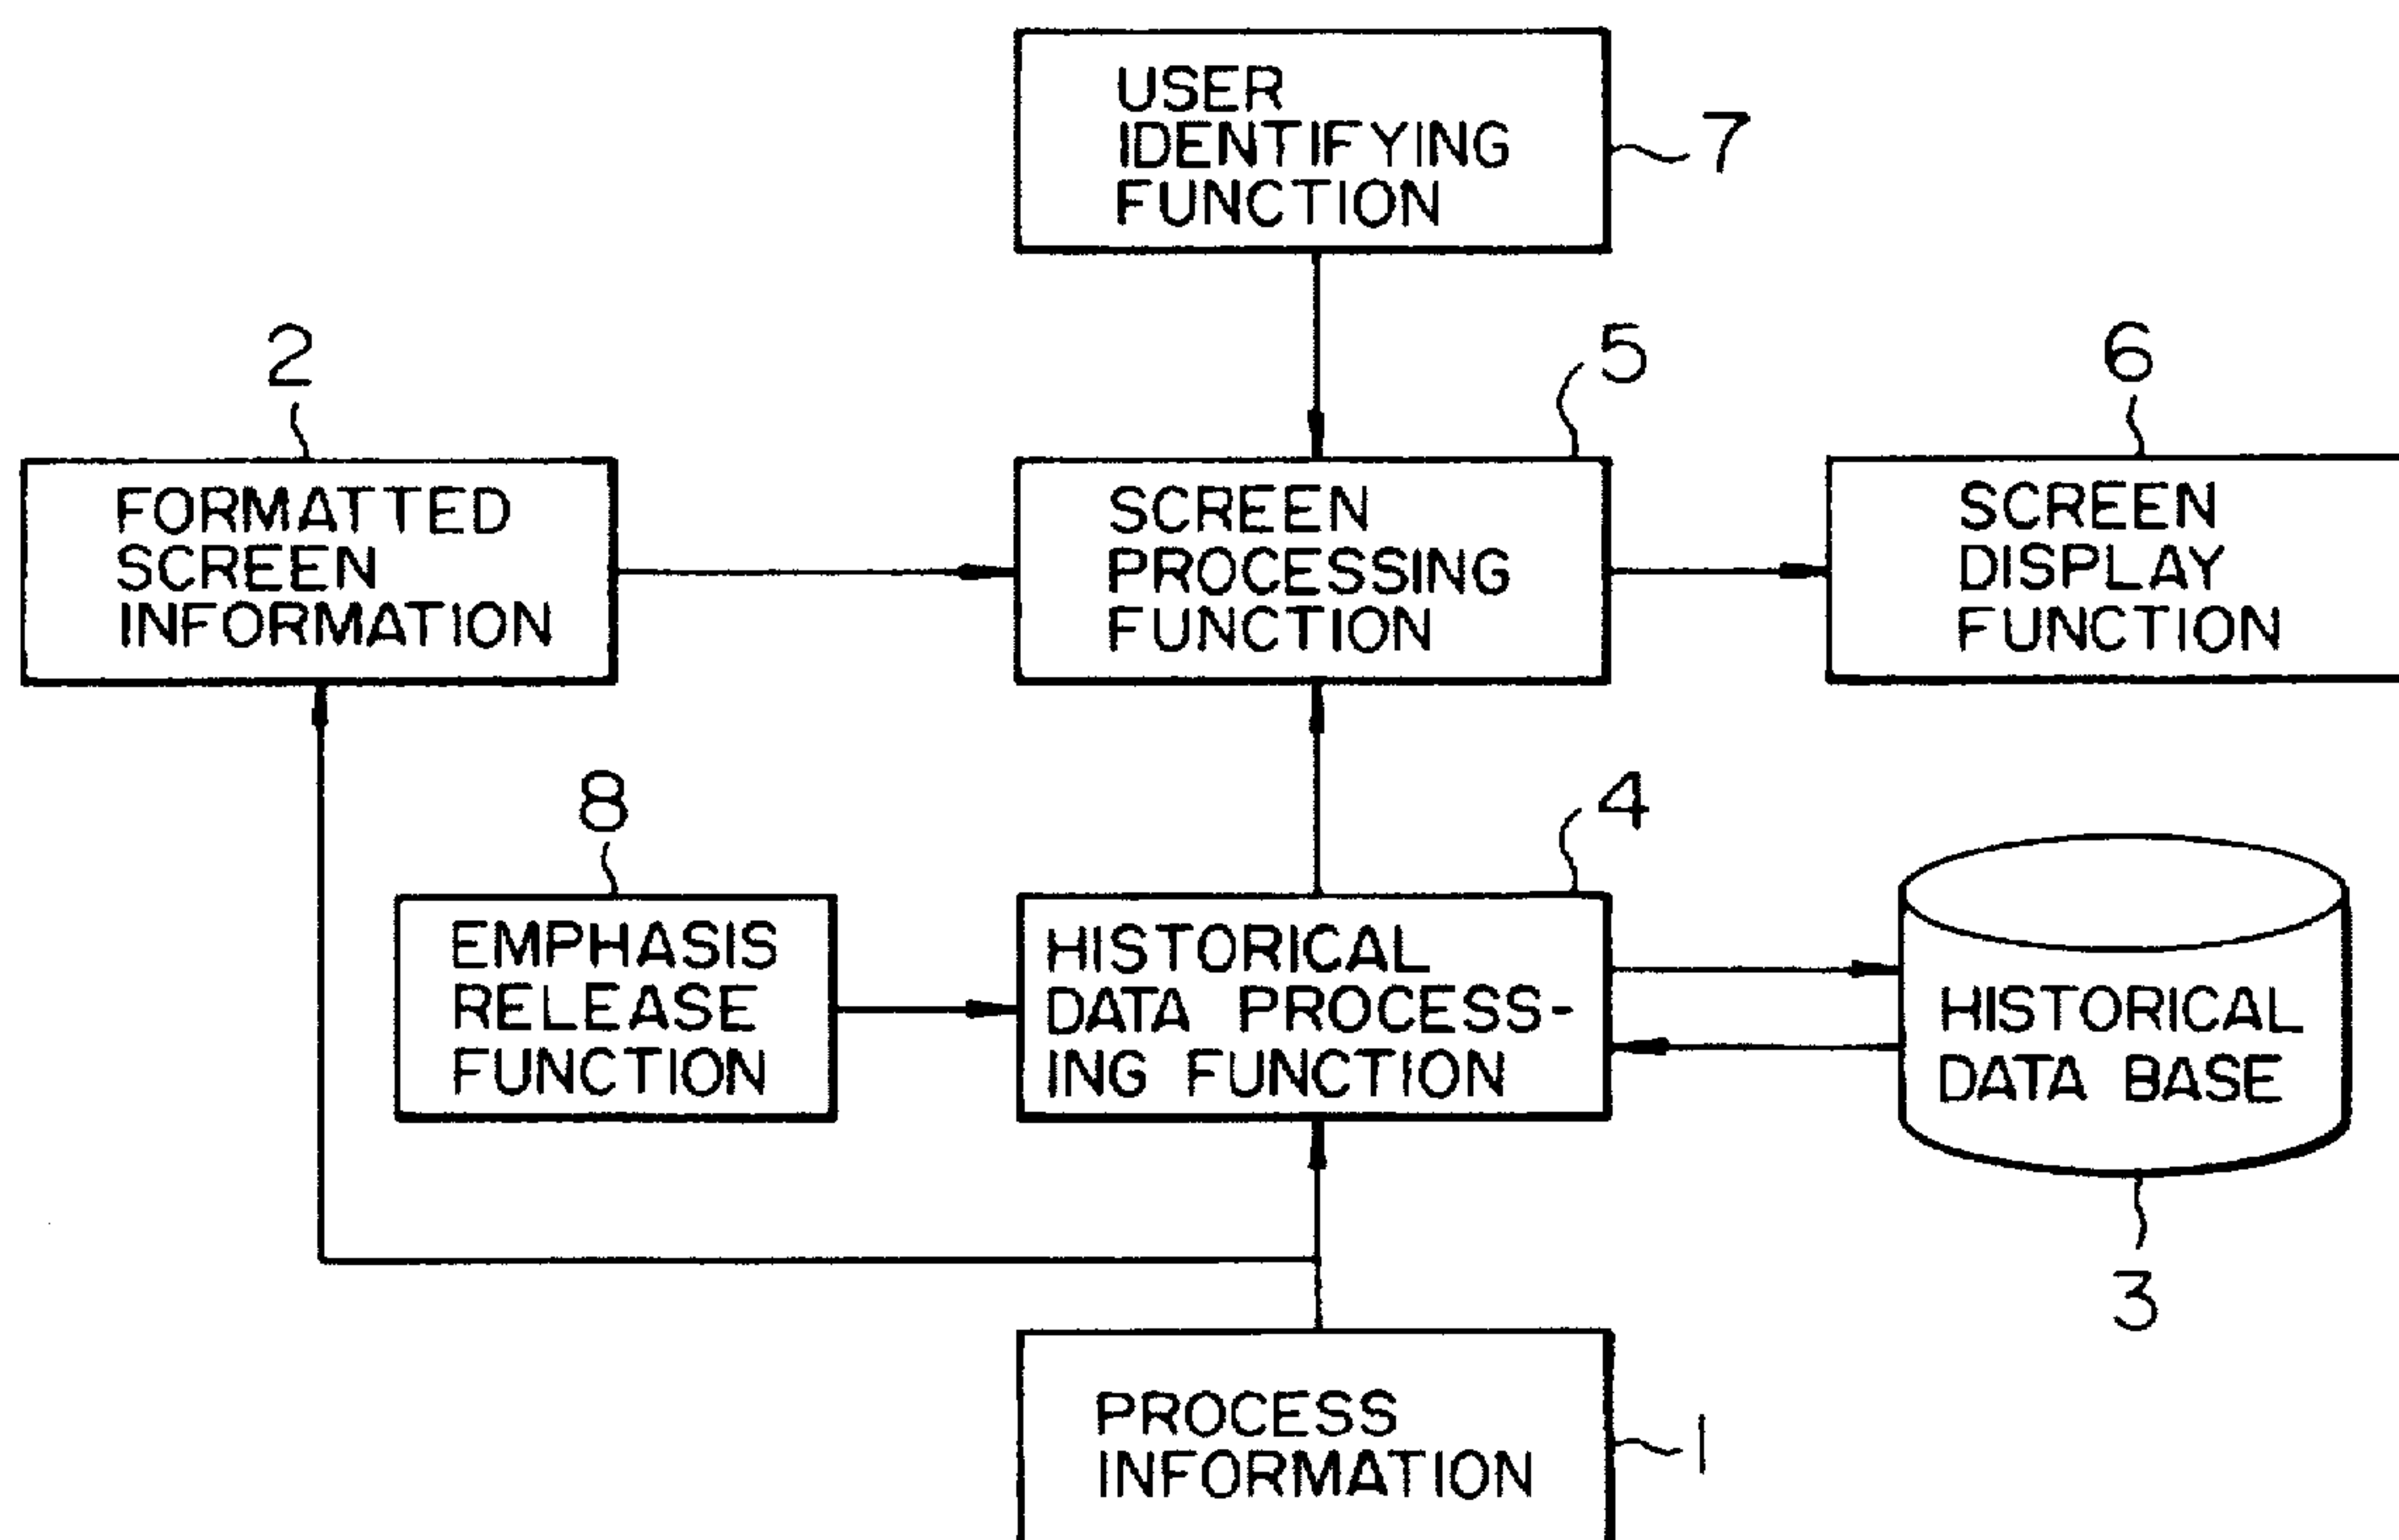 USER
IDENTIFYING
FUNCTION
7
2
5
6
FORMATTED
SCREEN
INFORMATION
SCREEN
PROCESSING
FUNCTION
SCREEN
DISPLAY
FUNCTION
8
4
EMPHASIS
RELEASE
FUNCTION
HISTORICAL
DATA PROCESS-
ING FUNCTION
HISTORICAL
DATA BASE
3
PROCESS
INFORMATION
1